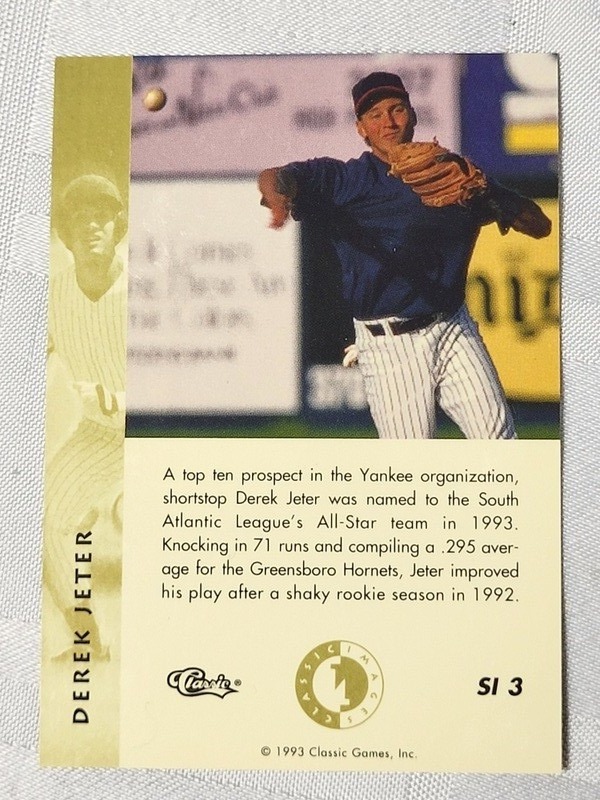 A top ten prospect in the Yankee organization,
shortstop Derek Jeter was named to the South
Atlantic League's All-Star team in 1993.
Knocking in 71 runs and compiling a .295 aver-
age for the Greensboro Hornets, Jeter improved
his play after a shaky rookie season in 1992.
DEREK JETER
Classic®
CLASSIC IMAGES
SI 3
© 1993 Classic Games, Inc.